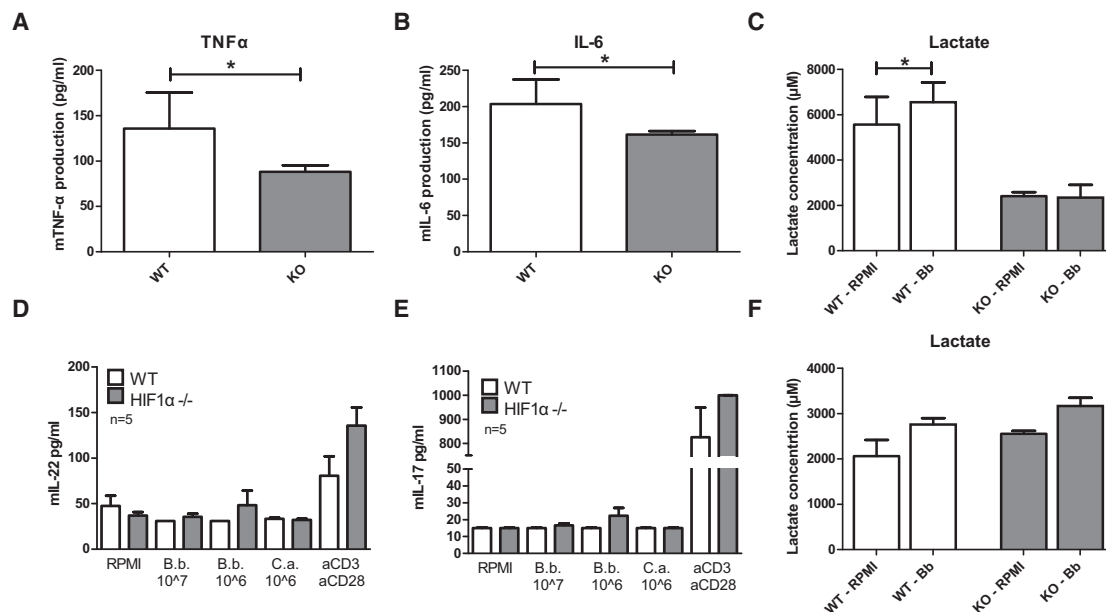 A
TNFα
mTNF-α production (pg/ml)
200
150
100
50
0
*
WT
KO
B
IL-6
mIL-6 production (pg/ml)
250
200
150
100
50
0
*
WT
KO
C
Lactate
Lactate concentration (µM)
8000
6000
4000
2000
0
*
WT - RPMI
WT - Bb
KO - RPMI
KO - Bb
D
mIL-22 pg/ml
200
150
100
50
0
WT
HIF1α -/-
n=5
RPMI B.b. B.b. C.a. aCD3
10^7 10^6 10^6 aCD28
E
mIL-17 pg/ml
1100
1000
900
800
700
600
50
40
30
20
10
0
WT
HIF1α -/-
n=5
RPMI B.b. B.b. C.a. aCD3
10^7 10^6 10^6 aCD28
F
Lactate
Lactate concentrtion (µM)
4000
3000
2000
1000
0
WT - RPMI
WT - Bb
KO - RPMI
KO - Bb